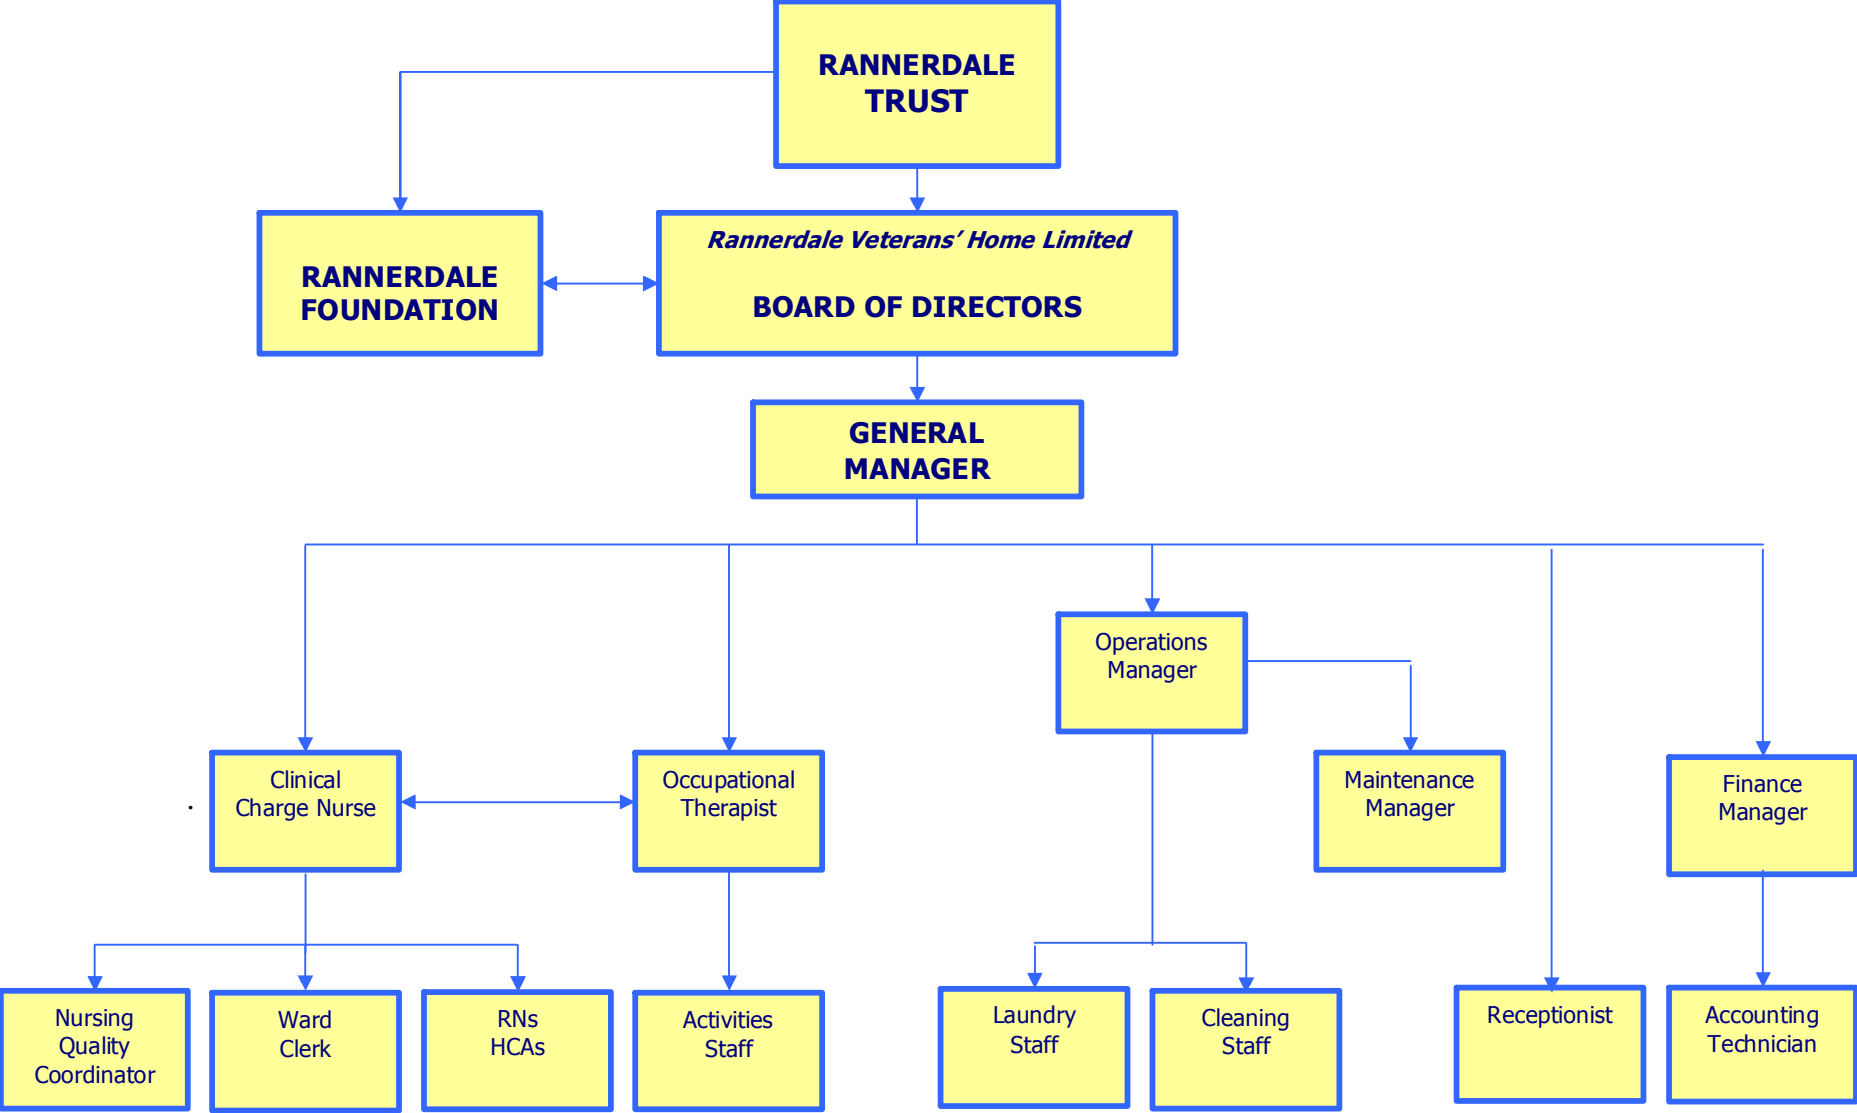 RANNERDALE
TRUST
RANNERDALE
FOUNDATION
Rannerdale Veterans’ Home Limited
BOARD OF DIRECTORS
GENERAL
MANAGER
Operations
Manager
Clinical
Charge Nurse
Occupational
Therapist
Maintenance
Manager
Finance
Manager
.
Nursing
Quality
Coordinator
Ward
Clerk
RNs
HCAs
Activities
Staff
Laundry
Staff
Cleaning
Staff
Receptionist
Accounting
Technician